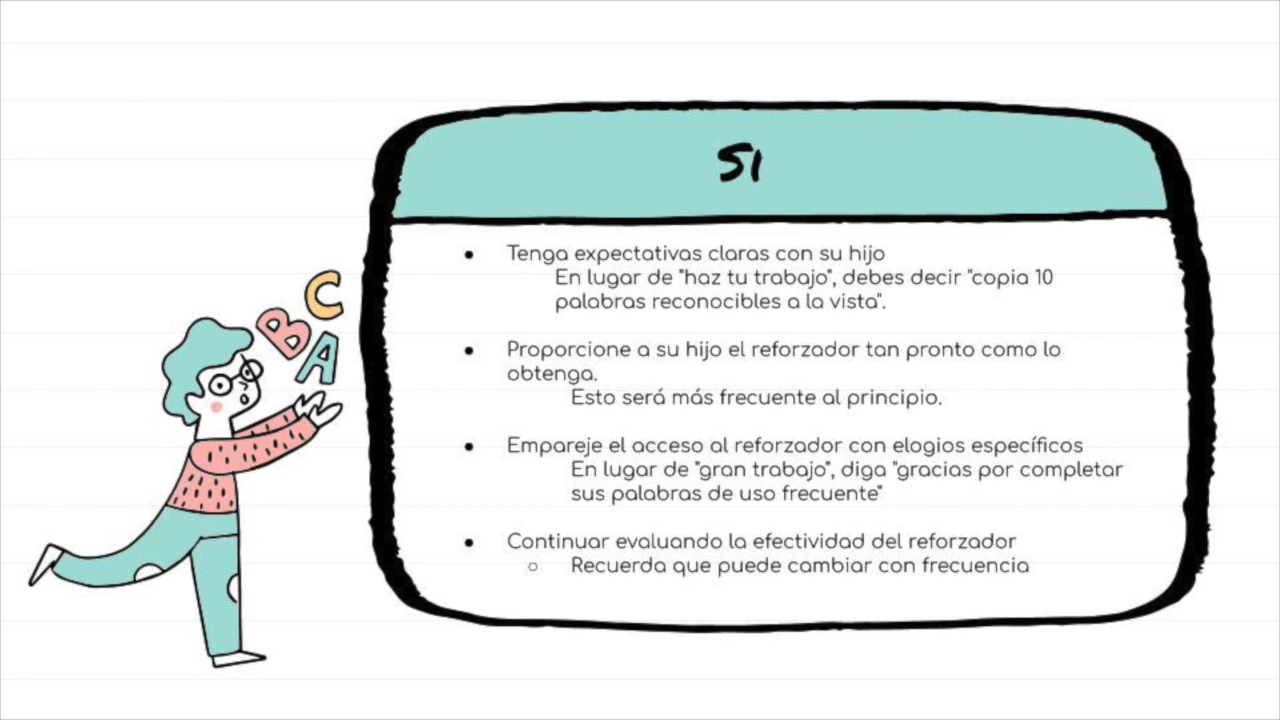 SI
• Tenga expectativas claras con su hijo
En lugar de "haz tu trabajo", debes decir "copia 10
palabras reconocibles a la vista".
• Proporcione a su hijo el reforzador tan pronto como lo
obtenga.
Esto será más frecuente al principio.
• Empareje el acceso al reforzador con elogios específicos
En lugar de "gran trabajo", diga "gracias por completar
sus palabras de uso frecuente"
• Continuar evaluando la efectividad del reforzador
○ Recuerda que puede cambiar con frecuencia
A B C